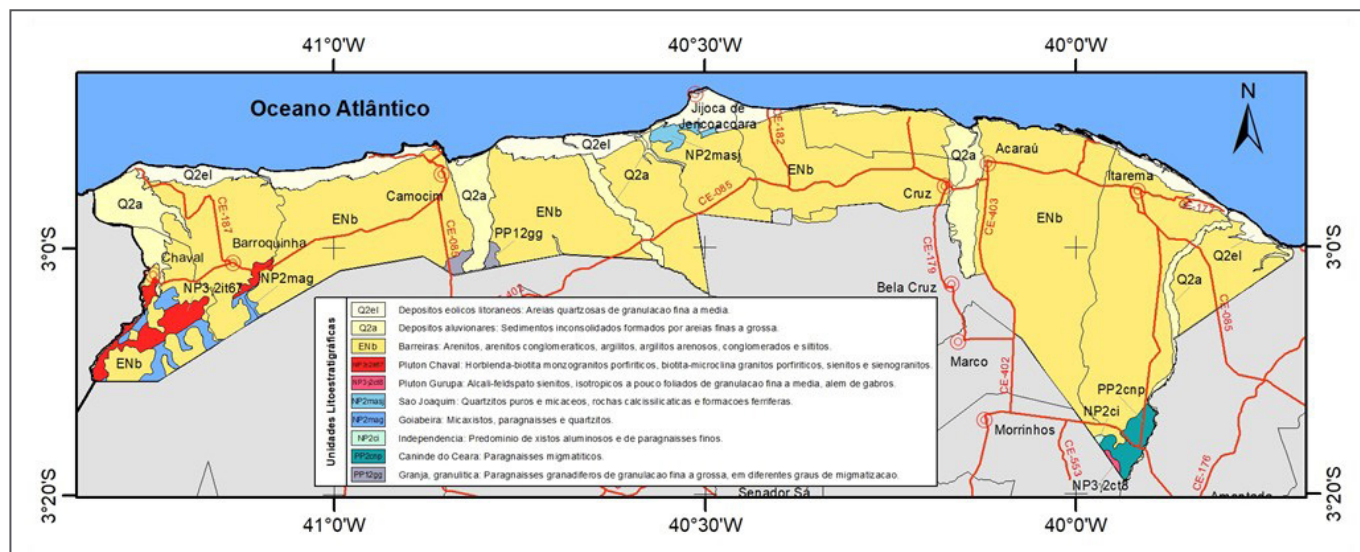 41°0'W
40°30'W
40°0'W
Oceano Atlântico
N
Jijoca de
Jericoacoara
CE-182
Q2el
NP2masj
Q2a
Acaraú
Q2el
ENb
Itarema
Q2a
Q2a
Camocim
ENb
Q2a
CE-085
Cruz
CE-403
CE-187
ENb
ENb
PP12gg
3°0'S
Barroquinha
CE-179
Q2el
3°0'S
Chaval
NP2mag
NP3,2it67
Q2a
Bela Cruz
CE-085
ENb
Marco
CE-402
PP2cnp
NP2ci
Morrinhos
CE-553
CE-176
NP3,2ct8
Senador Sá
3°20'S
3°20'S
Unidades Litoestratigráficas
Q2el Depositos eolicos litoraneos: Areias quartzosas de granulacao fina a media.
Q2a Depositos aluvionares: Sedimentos inconsolidados formados por areias finas a grossa.
ENb Barreiras: Arenitos, arenitos conglomeraticos, argilitos, argilitos arenosos, conglomerados e siltitos.
Pluton Chaval: Horblenda-biotita monzogranitos porfiriticos, biotita-microclina granitos porfiriticos, sienitos e sienogranitos.
NP3,2ct8 Pluton Gurupa: Alcali-feldspato sienitos, isotropicos a pouco foliados de granulacao fina a media, alem de gabros.
NP2masj Sao Joaquim: Quartzitos puros e micaceos, rochas calcissilicaticas e formacoes ferriferas.
NP2mag Goiabeira: Micaxistos, paragnaisses e quartzitos.
NP2ci Independencia: Predominio de xistos aluminosos e de paragnaisses finos.
PP2cnp Caninde do Ceara: Paragnaisses migmatiticos.
PP12gg Granja, granulitica: Paragnaisses granadiferos de granulacao fina a grossa, em diferentes graus de migmatizacao.
41°0'W
40°30'W
40°0'W